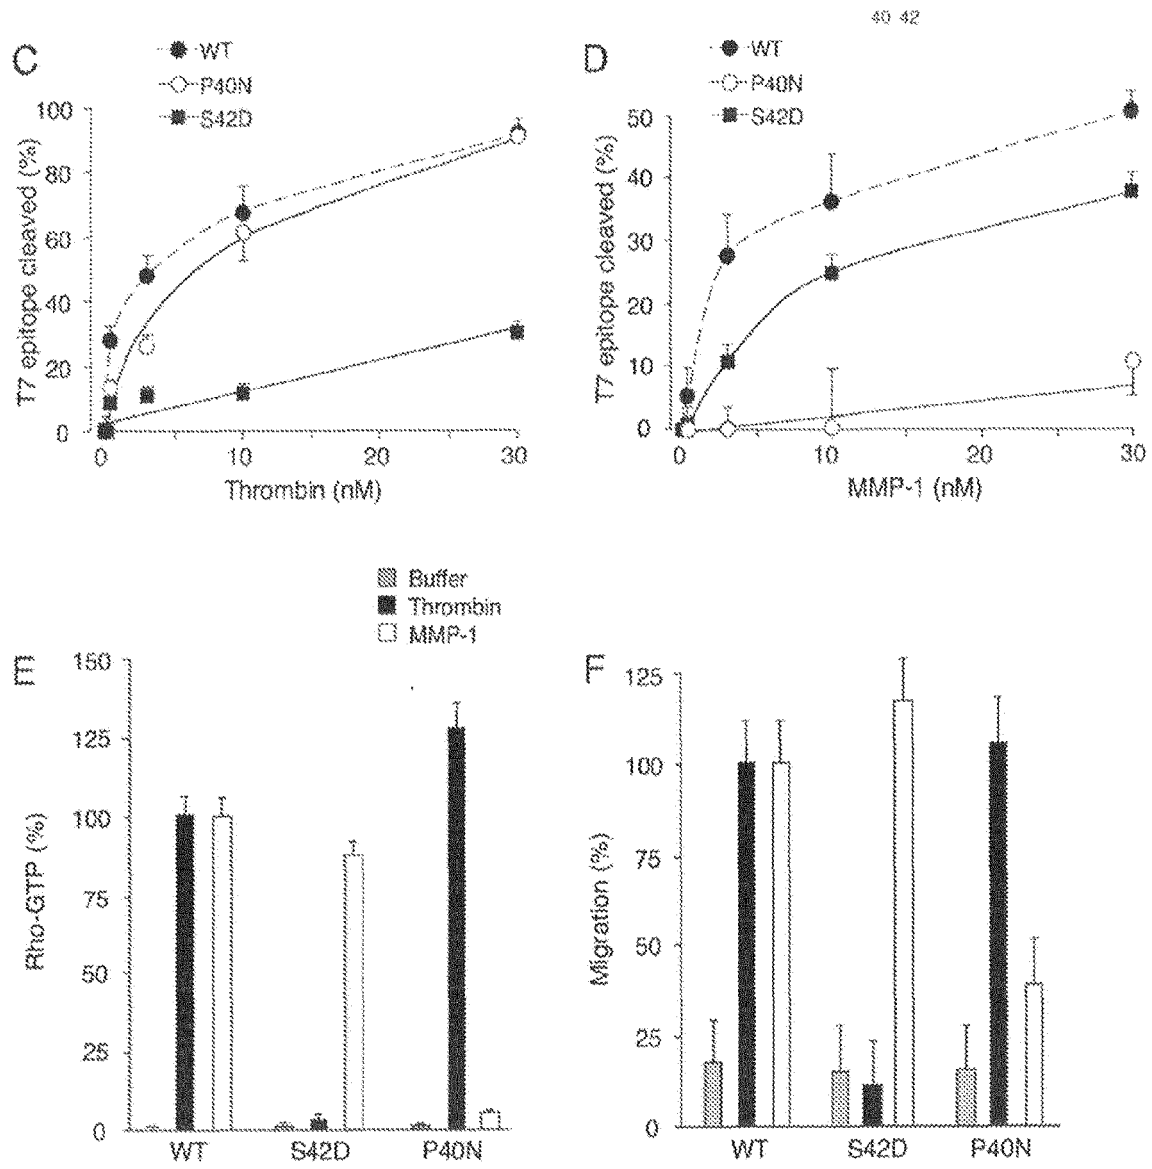 40 42
C
WT
P40N
S42D
T7 epitope cleaved (%)
100
80
60
40
20
0
0 10 20 30
Thrombin (nM)
D
WT
P40N
S42D
T7 epitope cleaved (%)
50
40
30
20
10
0
0 10 20 30
MMP-1 (nM)
Buffer
Thrombin
MMP-1
E
Rho-GTP (%)
150
125
100
75
50
25
0
WT S42D P40N
F
Migration (%)
125
100
75
50
25
0
WT S42D P40N